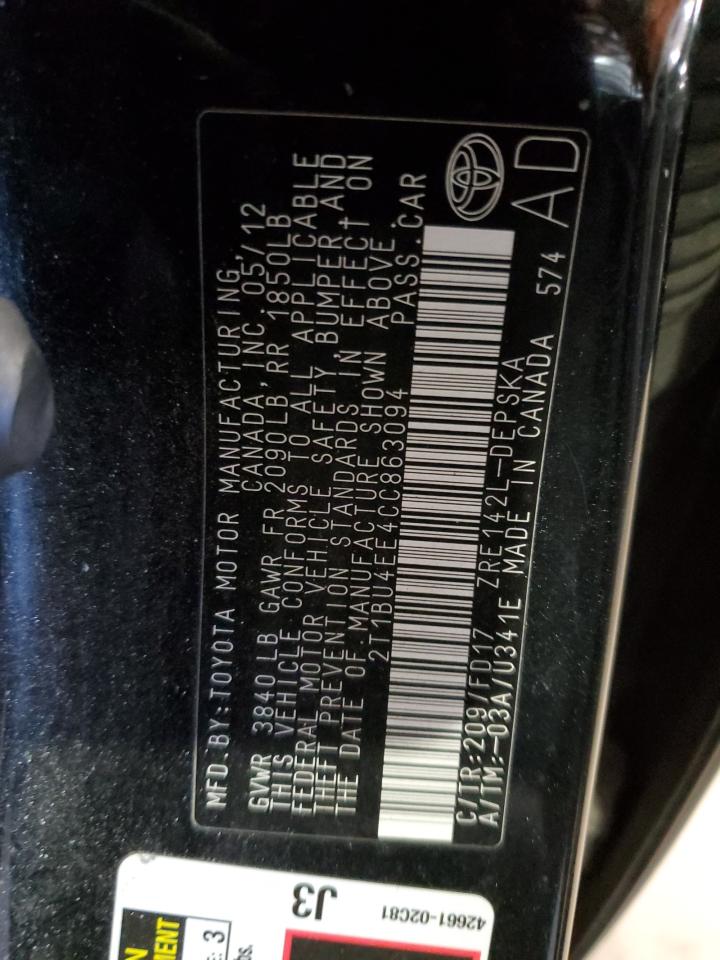 MFD.BY:TOYOTA MOTOR MANUFACTURING,
CANADA,INC.05/12
GVWR 3840LB GAWR FR 2090LB,RR 1850LB
THIS VEHICLE CONFORMS TO ALL APPLICABLE
FEDERAL MOTOR VEHICLE SAFETY, BUMPER,AND
THEFT PREVENTION STANDARDS IN EFFECT ON
THE DATE OF MANUFACTURE SHOWN ABOVE.
2T1BU4EE4CC863094 PASS.CAR
C/TR:209/FD17 ZRE142L-DEPSKA
A/TM:-03A/U341E MADE IN CANADA 574
AD
J3
42661-02C81
3